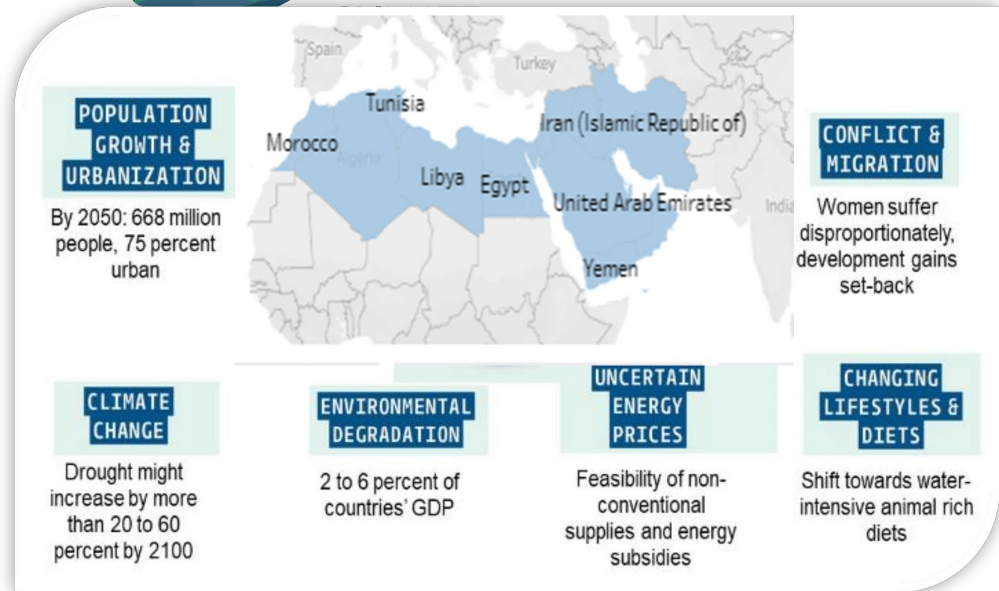 Spain
Turkey
Tunisia
Iran (Islamic Republic of)
Morocco
Algeria
Libya
Egypt
United Arab Emirates
India
Yemen
POPULATION
GROWTH &
URBANIZATION
By 2050: 668 million
people, 75 percent
urban
CONFLICT &
MIGRATION
Women suffer
disproportionately,
development gains
set-back
CLIMATE
CHANGE
Drought might
increase by more
than 20 to 60
percent by 2100
ENVIRONMENTAL
DEGRADATION
2 to 6 percent of
countries' GDP
UNCERTAIN
ENERGY
PRICES
Feasibility of non-
conventional
supplies and energy
subsidies
CHANGING
LIFESTYLES &
DIETS
Shift towards water-
intensive animal rich
diets